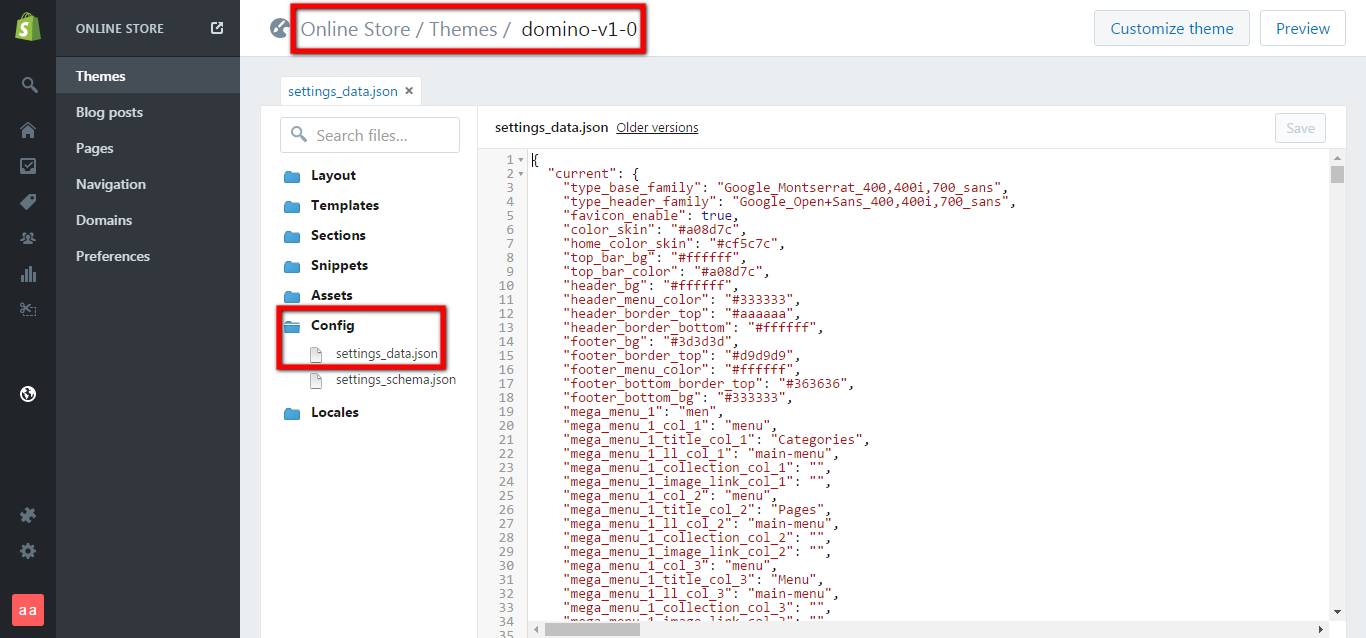 ONLINE STORE
Themes
Blog posts
Pages
Navigation
Domains
Preferences
aa
Online Store / Themes / domino-v1-0
Customize theme
Preview
settings_data.json ×
Search files...
Layout
Templates
Sections
Snippets
Assets
Config
settings_data.json
settings_schema.json
Locales
settings_data.json Older versions
Save
1 {
2 "current": {
3 "type_base_family": "Google_Montserrat_400,400i,700_sans",
4 "type_header_family": "Google_Open+Sans_400,400i,700_sans",
5 "favicon_enable": true,
6 "color_skin": "#a08d7c",
7 "home_color_skin": "#cf5c7c",
8 "top_bar_bg": "#ffffff",
9 "top_bar_color": "#a08d7c",
10 "header_bg": "#ffffff",
11 "header_menu_color": "#333333",
12 "header_border_top": "#aaaaaa",
13 "header_border_bottom": "#ffffff",
14 "footer_bg": "#3d3d3d",
15 "footer_border_top": "#d9d9d9",
16 "footer_menu_color": "#ffffff",
17 "footer_bottom_border_top": "#363636",
18 "footer_bottom_bg": "#333333",
19 "mega_menu_1": "men",
20 "mega_menu_1_col_1": "menu",
21 "mega_menu_1_title_col_1": "Categories",
22 "mega_menu_1_ll_col_1": "main-menu",
23 "mega_menu_1_collection_col_1": "",
24 "mega_menu_1_image_link_col_1": "",
25 "mega_menu_1_col_2": "menu",
26 "mega_menu_1_title_col_2": "Pages",
27 "mega_menu_1_ll_col_2": "main-menu",
28 "mega_menu_1_collection_col_2": "",
29 "mega_menu_1_image_link_col_2": "",
30 "mega_menu_1_col_3": "menu",
31 "mega_menu_1_title_col_3": "Menu",
32 "mega_menu_1_ll_col_3": "main-menu",
33 "mega_menu_1_collection_col_3": "",
34
35